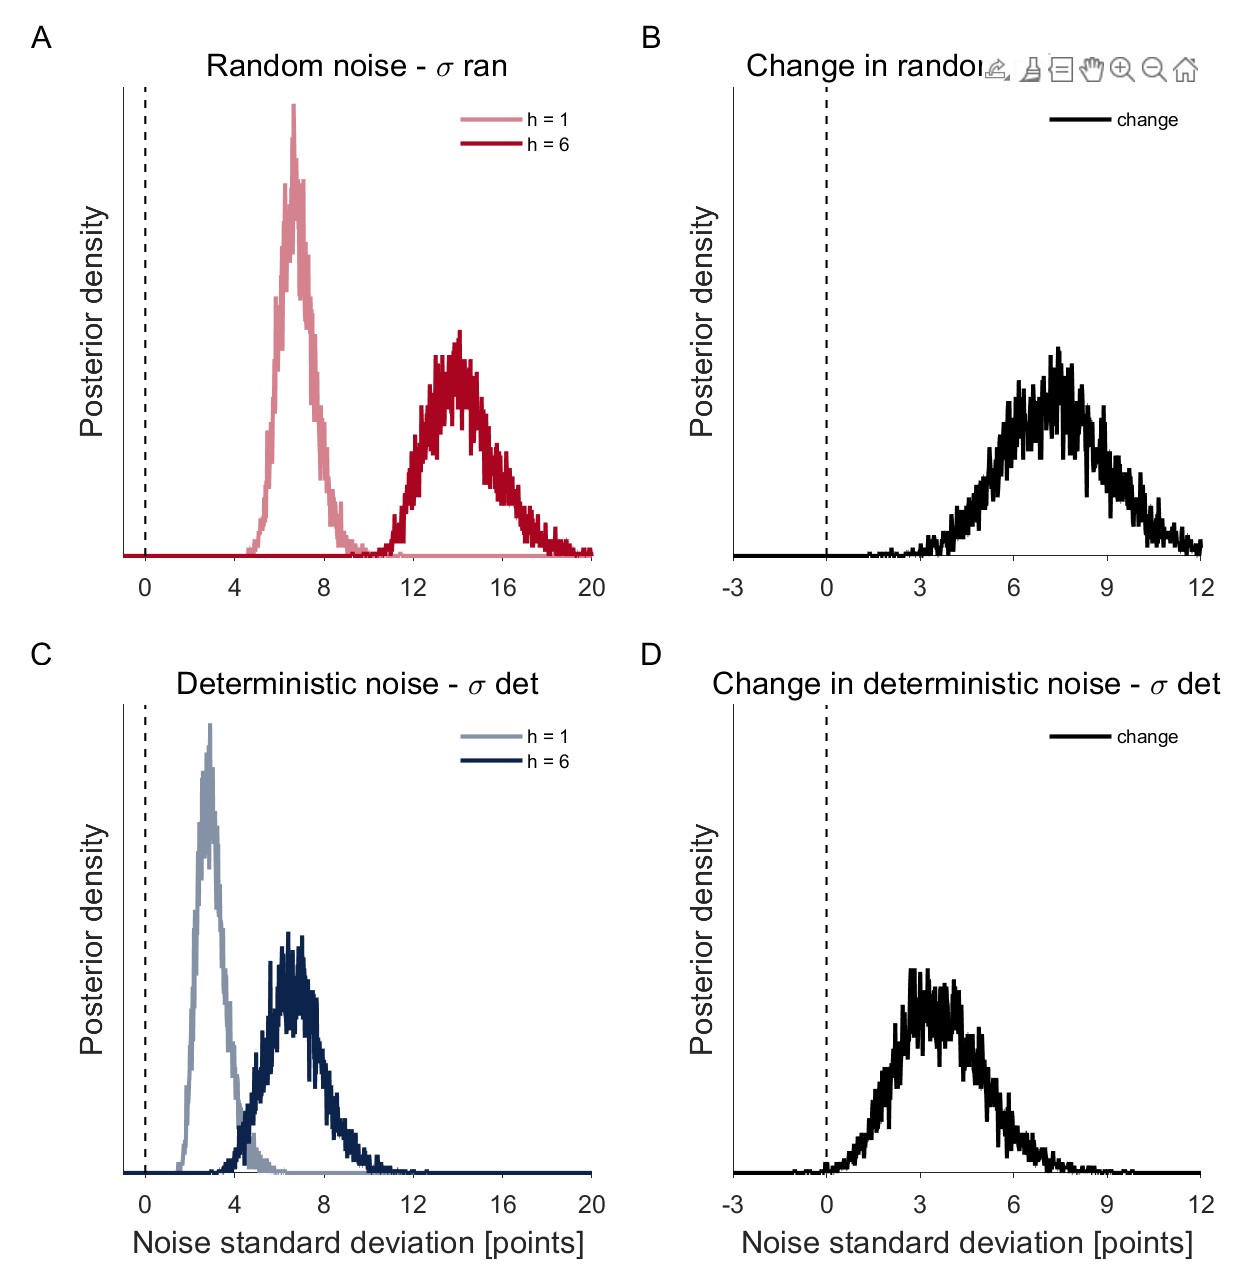 A
Random noise - σ ran
h = 1
h = 6
Posterior density
0 4 8 12 16 20
B
Change in random
change
Posterior density
-3 0 3 6 9 12
C
Deterministic noise - σ det
h = 1
h = 6
Posterior density
0 4 8 12 16 20
Noise standard deviation [points]
D
Change in deterministic noise - σ det
change
Posterior density
-3 0 3 6 9 12
Noise standard deviation [points]